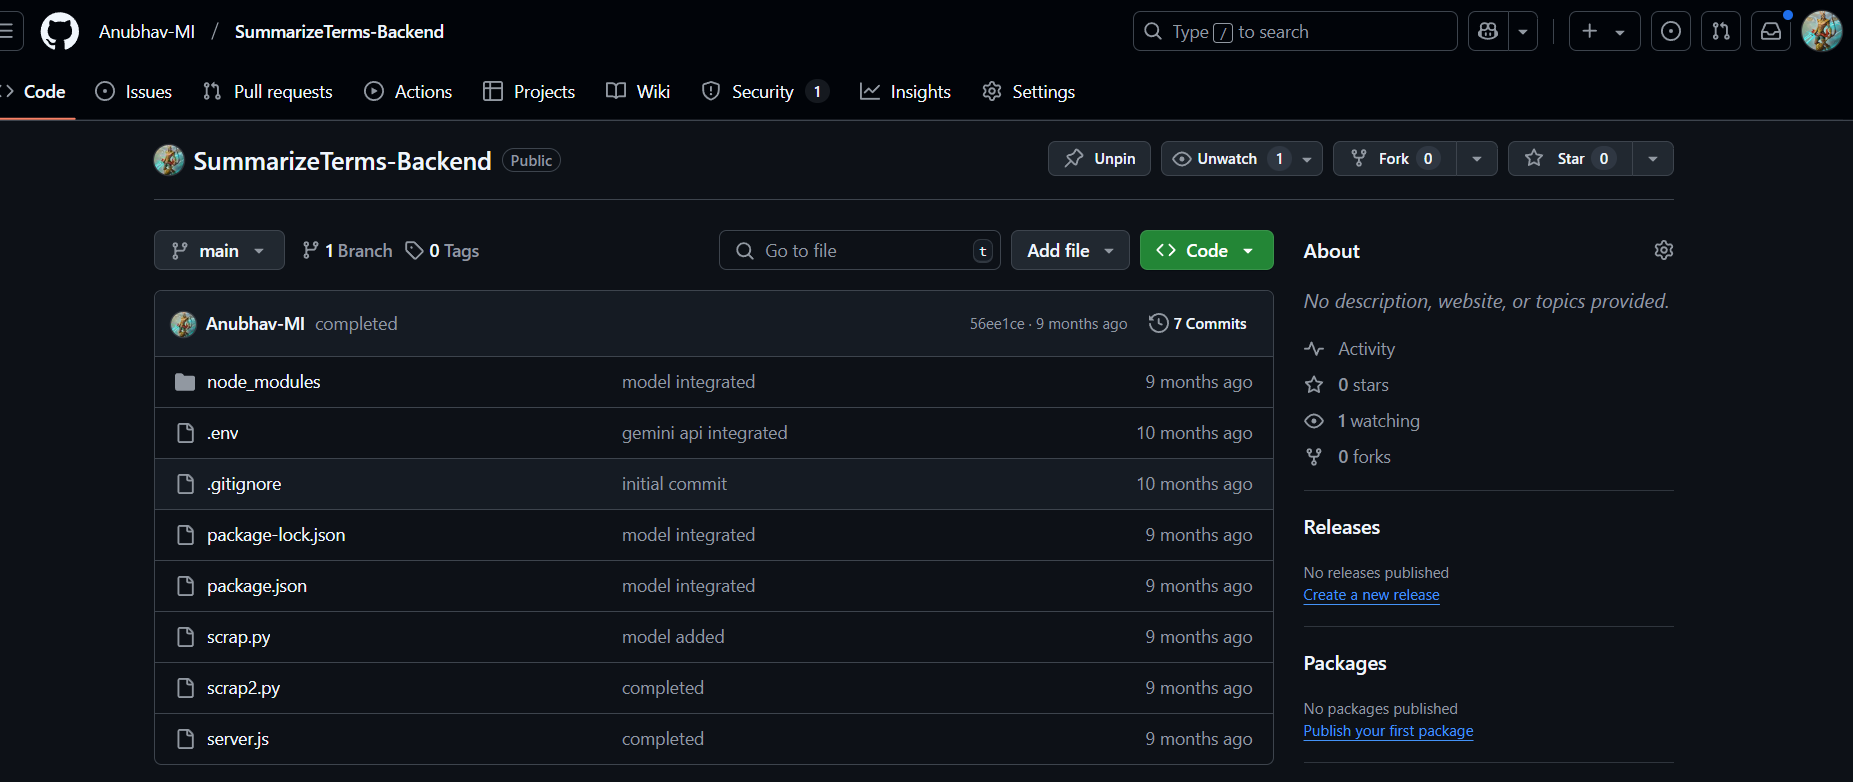 Anubhav-MI / SummarizeTerms-Backend
Type / to search
Code Issues Pull requests Actions Projects Wiki Security 1 Insights Settings
SummarizeTerms-Backend Public
Unpin Unwatch 1 Fork 0 Star 0
main 1 Branch 0 Tags
Go to file t
Add file
Code
Anubhav-MI completed 56ee1ce · 9 months ago 7 Commits
node_modules model integrated 9 months ago
.env gemini api integrated 10 months ago
.gitignore initial commit 10 months ago
package-lock.json model integrated 9 months ago
package.json model integrated 9 months ago
scrap.py model added 9 months ago
scrap2.py completed 9 months ago
server.js completed 9 months ago
About
No description, website, or topics provided.
Activity
0 stars
1 watching
0 forks
Releases
No releases published
Create a new release
Packages
No packages published
Publish your first package